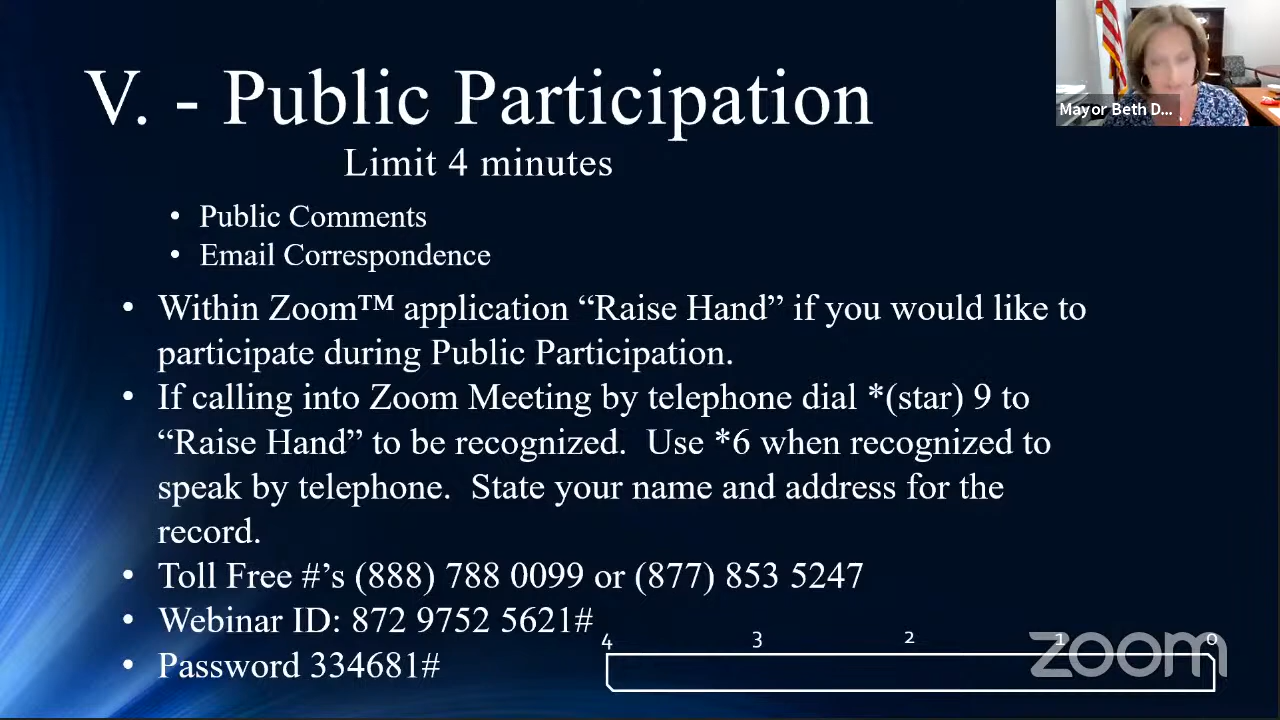 V. - Public Participation
Mayor Beth D...
Limit 4 minutes
• Public Comments
• Email Correspondence
• Within Zoom™ application “Raise Hand” if you would like to
participate during Public Participation.
• If calling into Zoom Meeting by telephone dial *(star) 9 to
“Raise Hand” to be recognized.  Use *6 when recognized to
speak by telephone.  State your name and address for the
record.
• Toll Free #’s (888) 788 0099 or (877) 853 5247
• Webinar ID: 872 9752 5621#
• Password 334681#
4 3 2 1 0
zoom